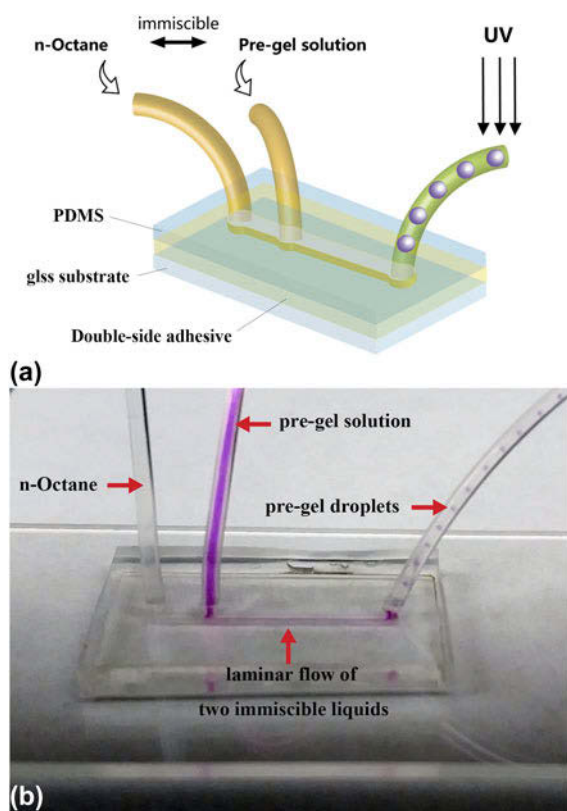 immiscible
n-Octane
Pre-gel solution
UV
PDMS
glss substrate
Double-side adhesive
(a)
pre-gel solution
n-Octane
pre-gel droplets
laminar flow of
two immiscible liquids
(b)